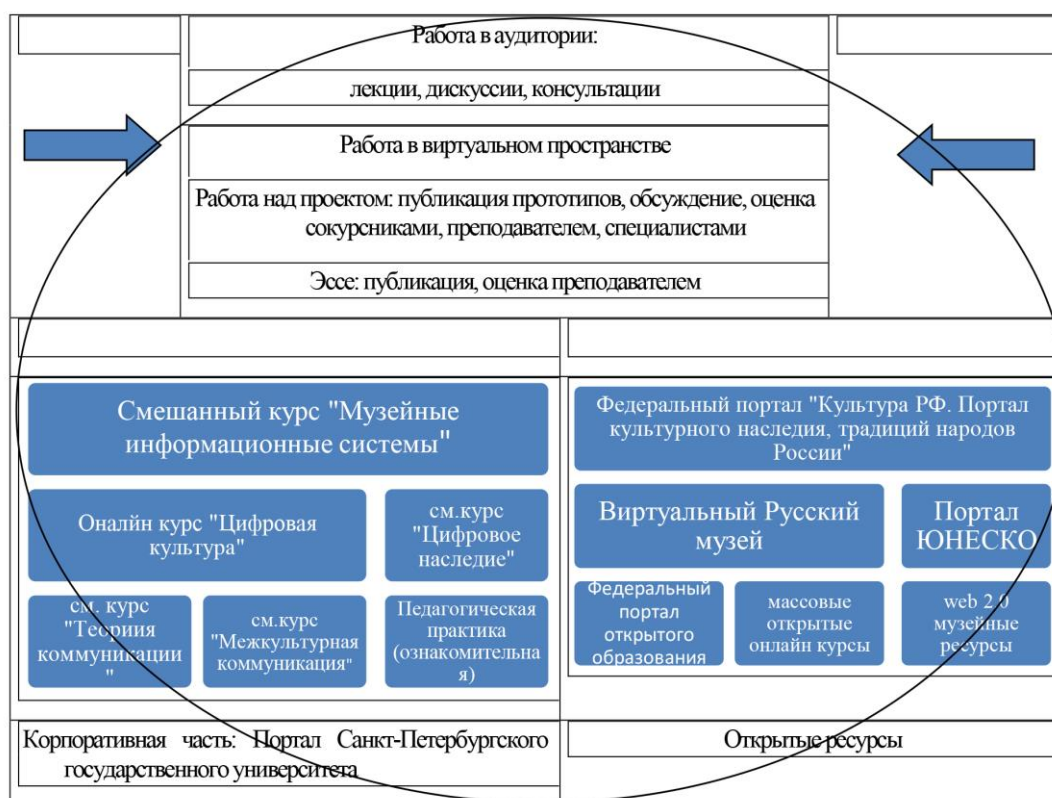 Работа в аудитории:
лекции, дискуссии, консультации
Работа в виртуальном пространстве
Работа над проектом: публикация прототипов, обсуждение, оценка
сокурсниками, преподавателем, специалистами
Эссе: публикация, оценка преподавателем
Смешанный курс "Музейные
информационные системы"
Оналйн курс "Цифровая
культура"
см.курс
"Цифровое
наследие"
см. курс
"Теориия
коммуникации
"
см.курс
"Межкультурная
коммуникация"
Педагогическая
практика
(ознакомительна
я)
Федеральный портал "Культура РФ. Портал
культурного наследия, традиций народов
России"
Виртуальный Русский
музей
Портал
ЮНЕСКО
Федеральный
портал
открытого
образования
массовые
открытые
онлайн курсы
web 2.0
музейные
ресурсы
Корпоративная часть: Портал Санкт-Петербургского
государственного университета
Открытые ресурсы